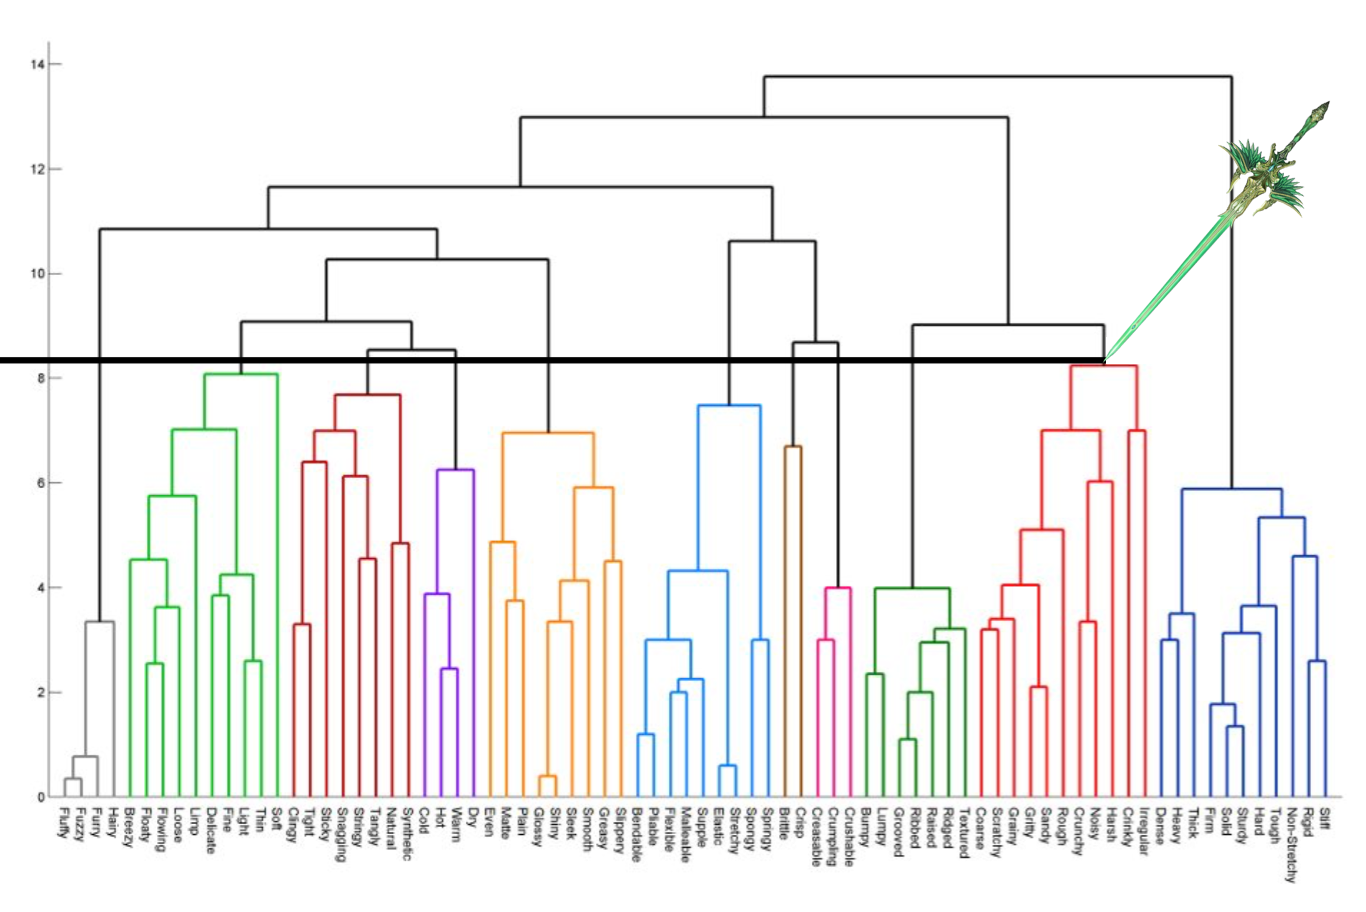 14
12
10
8
6
4
2
0
Fluffy
Fuzzy
Furry
Hairy
Breezy
Floaty
Flowing
Loose
Limp
Delicate
Fine
Light
Thin
Soft
Clingy
Tight
Sticky
Snagging
Stringy
Tangly
Natural
Synthetic
Cold
Hot
Warm
Dry
Even
Matte
Plain
Glossy
Shiny
Sleek
Smooth
Greasy
Slippery
Bendable
Pliable
Flexible
Malleable
Supple
Elastic
Stretchy
Spongy
Springy
Brittle
Crisp
Creasable
Crumpling
Crushable
Bumpy
Lumpy
Grooved
Ribbed
Raised
Ridged
Textured
Coarse
Scratchy
Grainy
Gritty
Sandy
Rough
Crunchy
Noisy
Harsh
Crinkly
Irregular
Dense
Heavy
Thick
Firm
Solid
Sturdy
Hard
Tough
Non-Stretchy
Rigid
Stiff